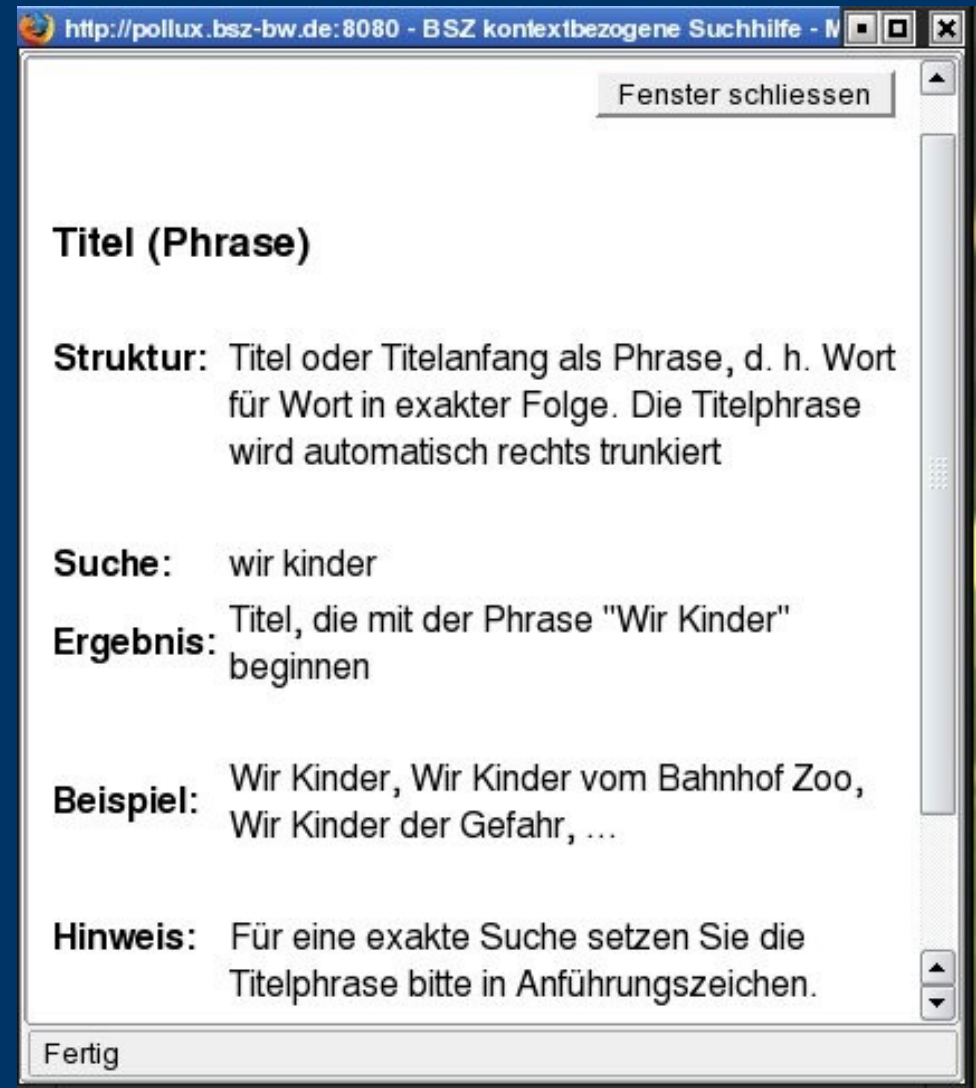 http://pollux.bsz-bw.de:8080 - BSZ kontextbezogene Suchhilfe - M
Fenster schliessen
Titel (Phrase)
Struktur: Titel oder Titelanfang als Phrase, d. h. Wort
für Wort in exakter Folge. Die Titelphrase
wird automatisch rechts trunkiert
Suche: wir kinder
Ergebnis: Titel, die mit der Phrase "Wir Kinder"
beginnen
Beispiel: Wir Kinder, Wir Kinder vom Bahnhof Zoo,
Wir Kinder der Gefahr, ...
Hinweis: Für eine exakte Suche setzen Sie die
Titelphrase bitte in Anführungszeichen.
Fertig